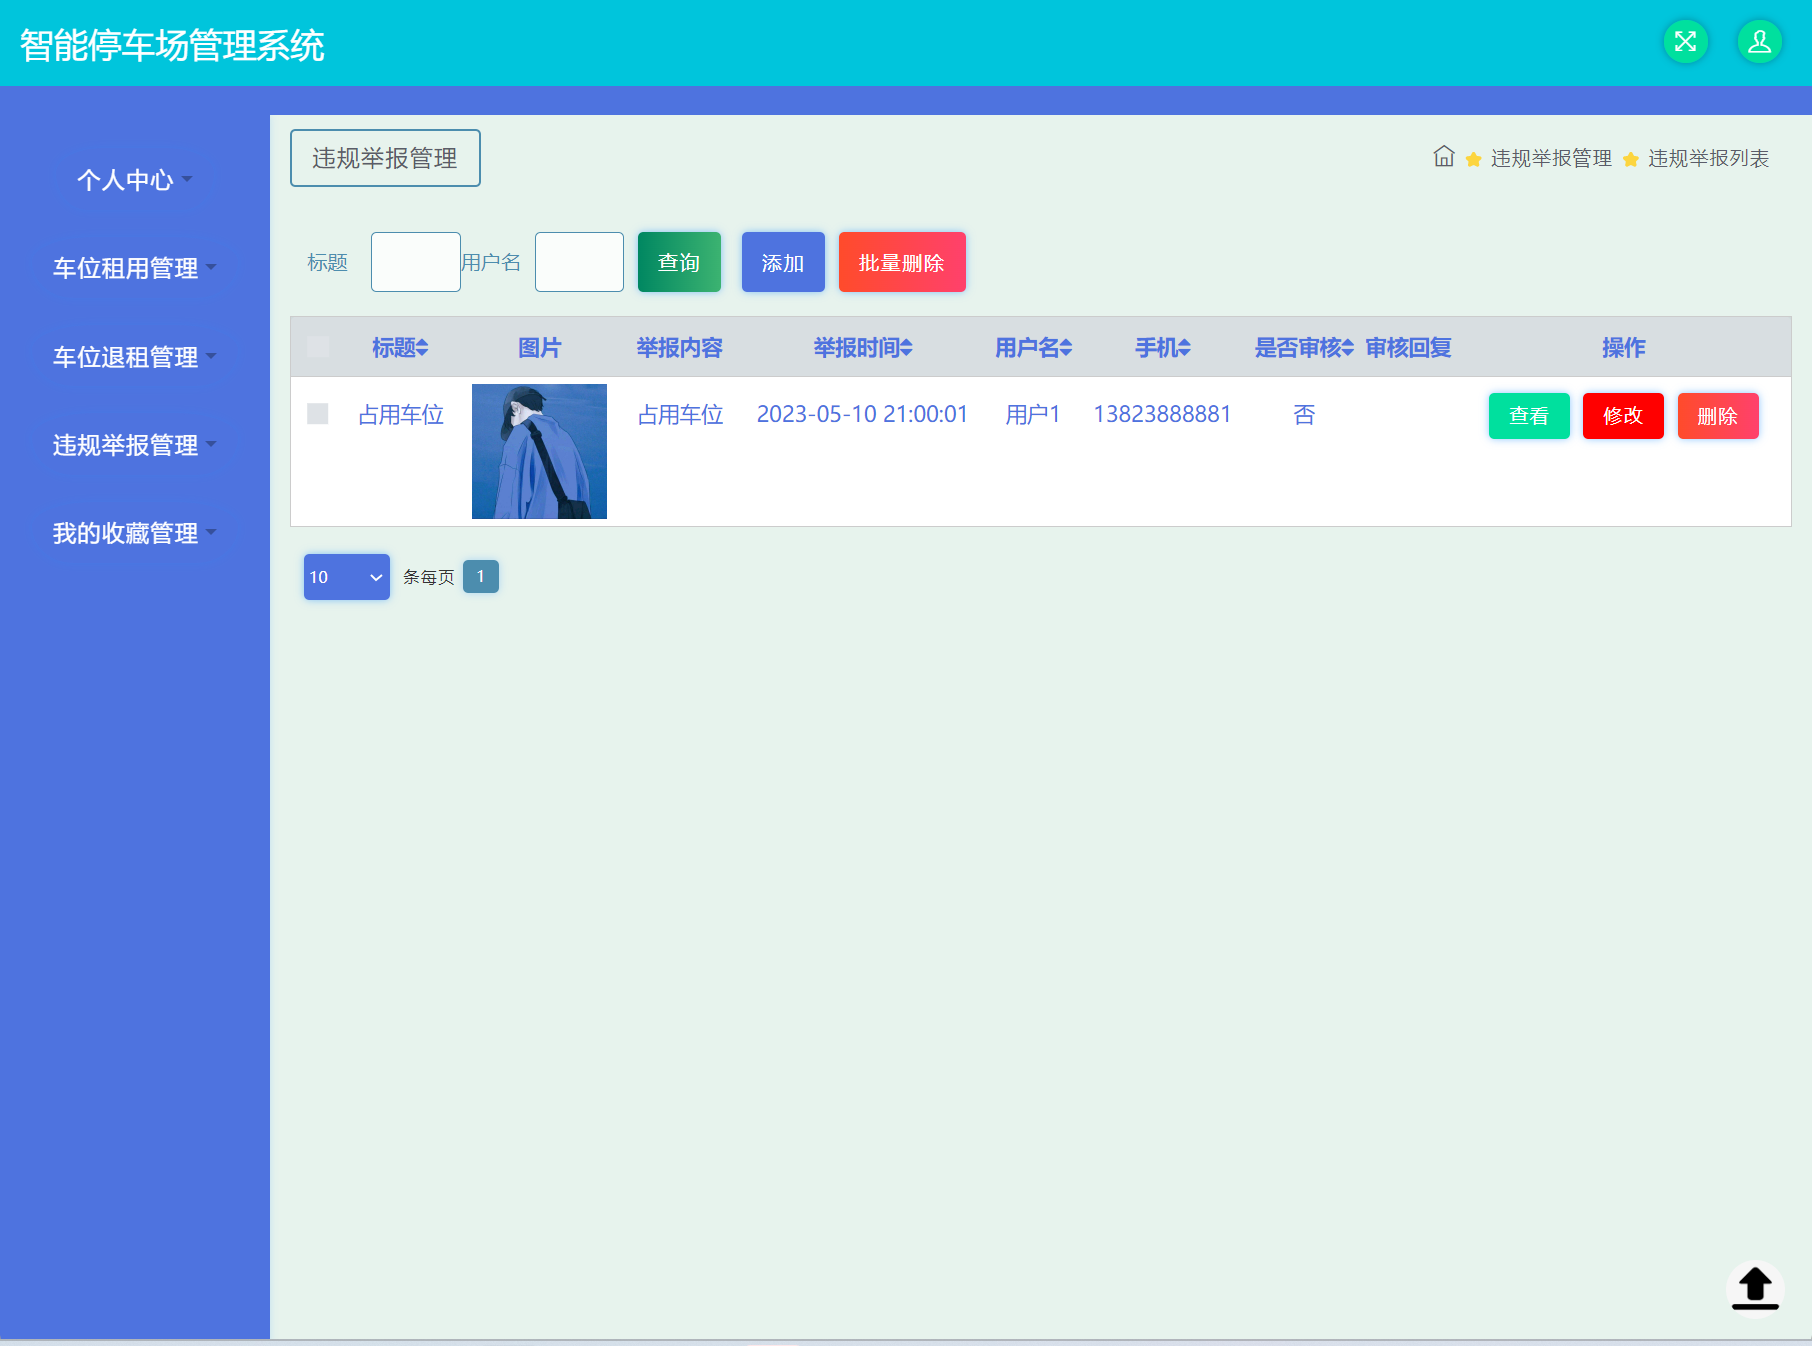 智能停车场管理系统
个人中心
车位租用管理
车位退租管理
违规举报管理
我的收藏管理
违规举报管理
违规举报管理 违规举报列表
标题 用户名 查询 添加 批量删除
标题 图片 举报内容 举报时间 用户名 手机 是否审核 审核回复 操作
占用车位 占用车位 2023-05-10 21:00:01 用户1 13823888881 否 查看 修改 删除
10 条每页 1